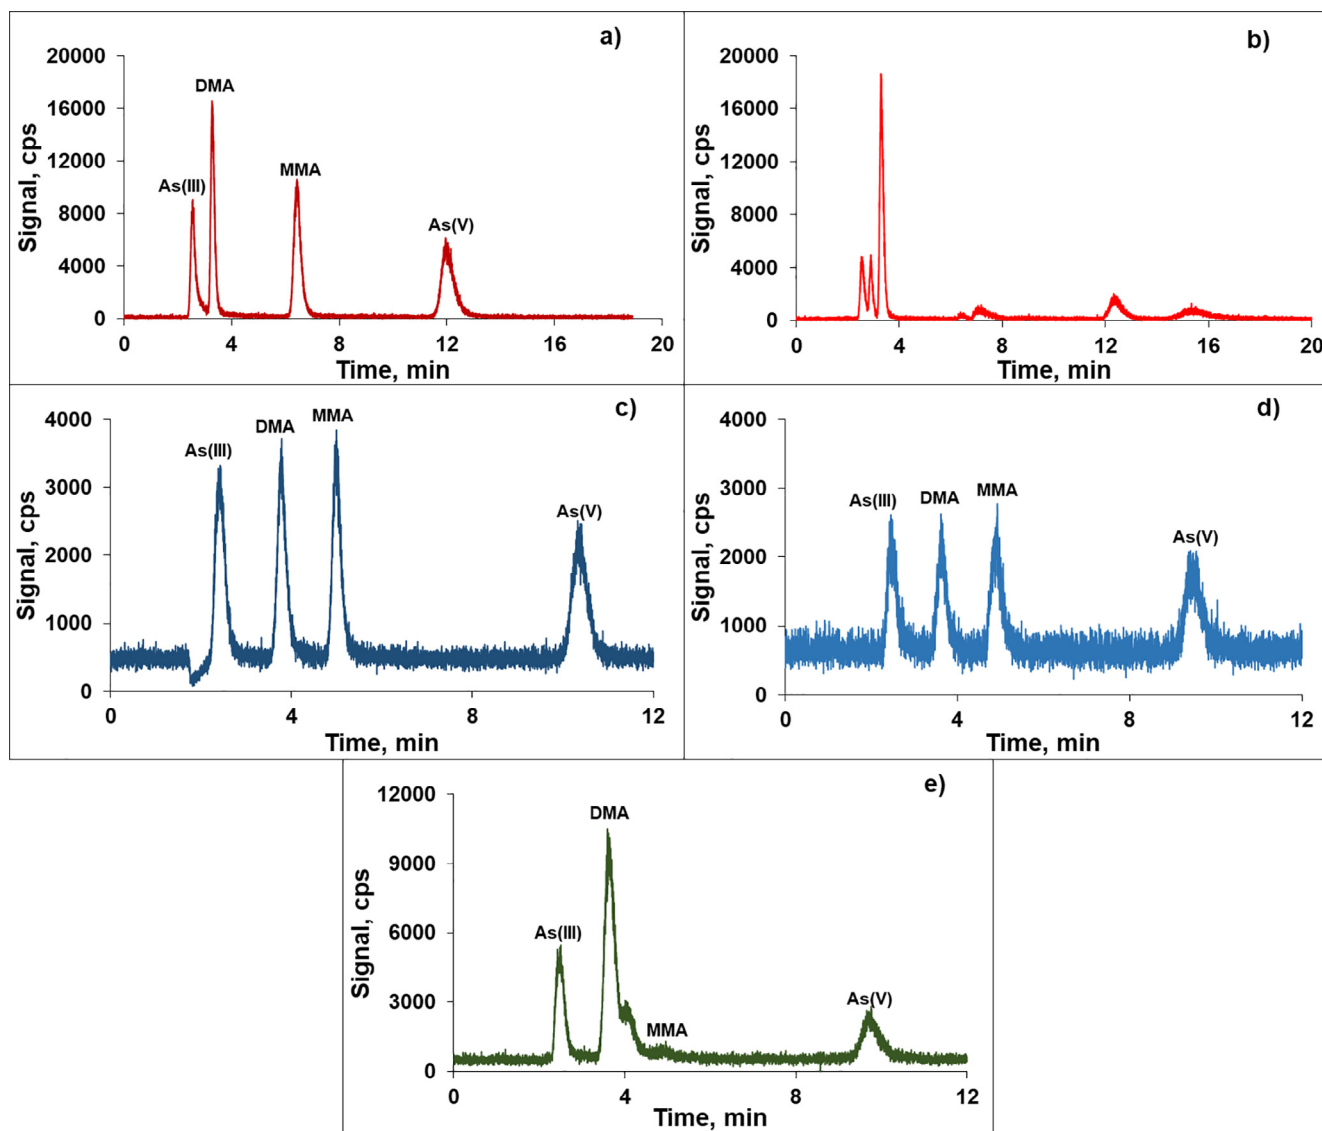 a)
20000
16000
12000
8000
4000
0
Signal, cps
As(III)
DMA
MMA
As(V)
0 4 8 12 16 20
Time, min
b)
20000
16000
12000
8000
4000
0
Signal, cps
0 4 8 12 16 20
Time, min
c)
4000
3000
2000
1000
0
Signal, cps
As(III)
DMA
MMA
As(V)
0 4 8 12
Time, min
d)
4000
3000
2000
1000
0
Signal, cps
As(III)
DMA
MMA
As(V)
0 4 8 12
Time, min
e)
12000
9000
6000
3000
0
Signal, cps
As(III)
DMA
MMA
As(V)
0 4 8 12
Time, min